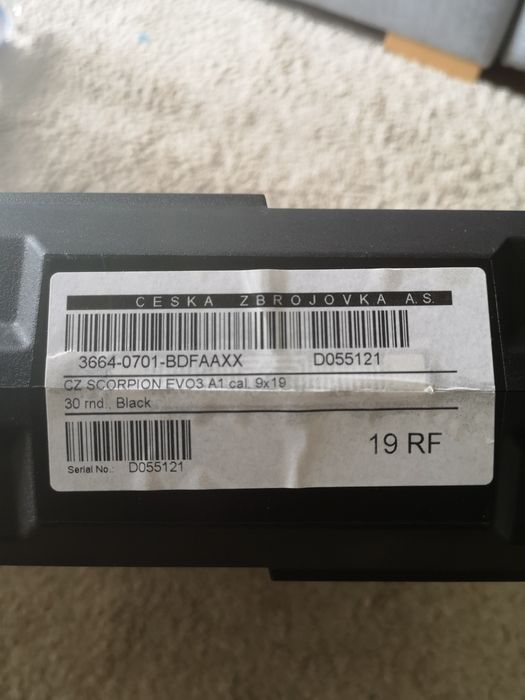 CESKA ZBROJOVKA A.S.
3664-0701-BDFAAXX D055121
CZ SCORPION EVO3 A1 cal. 9x19
30 rnd., Black
19 RF
Serial No.: D055121